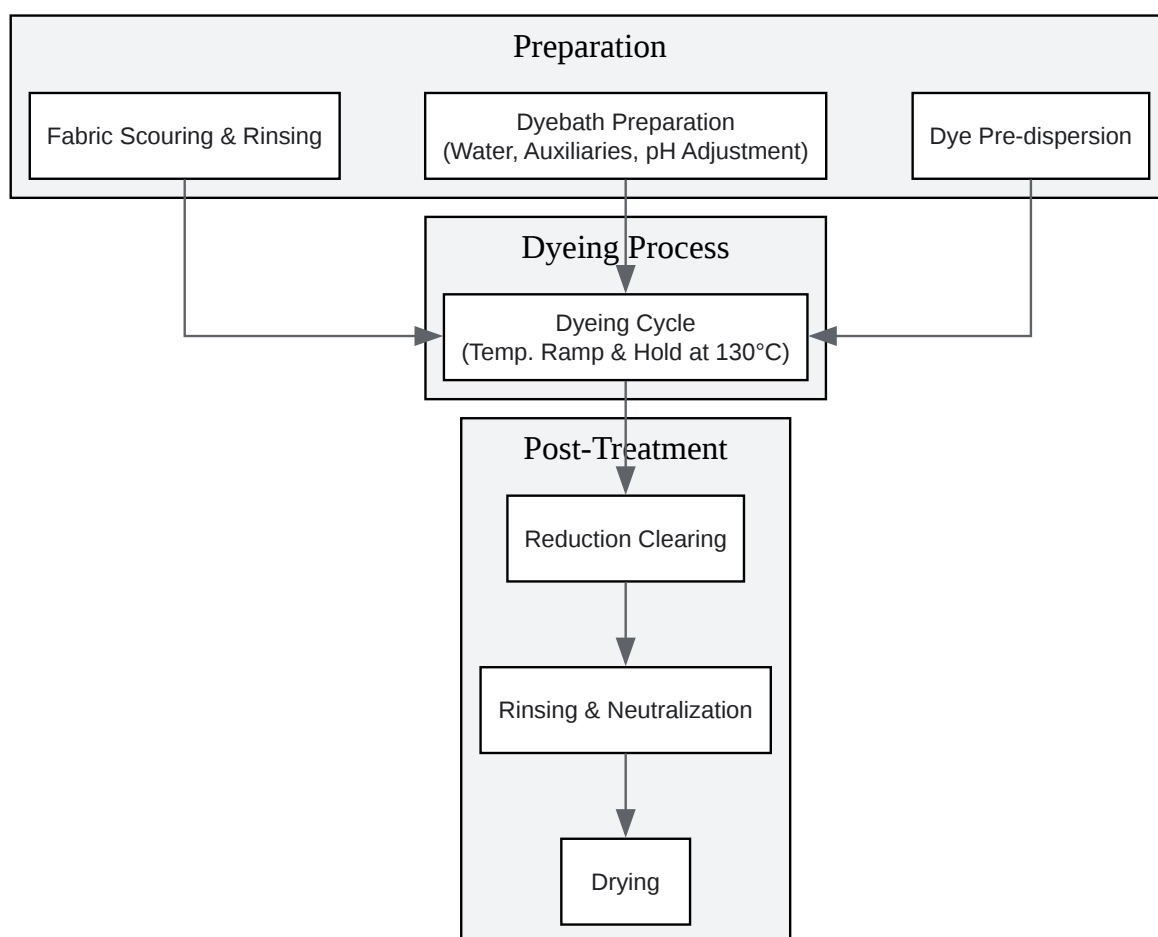 Preparation
Fabric Scouring & Rinsing
Dyebath Preparation
(Water, Auxiliaries, pH Adjustment)
Dye Pre-dispersion
Dyeing Process
Dyeing Cycle
(Temp. Ramp & Hold at 130°C)
Post-Treatment
Reduction Clearing
Rinsing & Neutralization
Drying